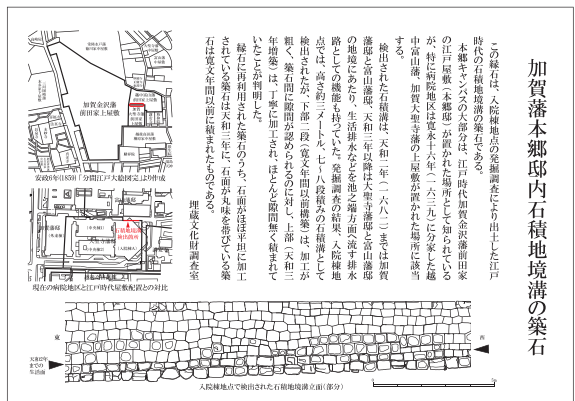 加賀藩本郷邸内石積地境溝の築石
この縁石は、入院棟地点の発掘調査により出土した江戸
時代の石積地境溝の築石である。
本郷キャンパスの大部分は、江戸時代加賀金沢藩前田家
の江戸屋敷（本郷邸）が置かれた場所として知られている
が、特に病院地区は寛永十六年（一六三九）に分家した越
中富山藩、加賀大聖寺藩の上屋敷が置かれた場所に該当
する。
検出された石積溝は、天和二年（一六八二）までは加賀
藩邸と富山藩邸、天和三年以降は大聖寺藩邸と富山藩邸
の地境にあたり、生活排水などを池之端方面へ流す排水
路としての機能も持っていた。発掘調査の結果、入院棟地
点では、高さ約三メートル、七〜八段積みの石積溝として
検出されたが、下部二段（寛文年間以前構築）は、加工が
粗く、築石間に隙間が認められるのに対し、上部（天和三
年増築）は、丁寧に加工され、ほとんど隙間無く積まれて
いたことが判明した。
縁石に再利用された築石のうち、石面がほぼ平坦に加工
されている築石は天和三年に、石面が丸味を帯びている築
石は寛文年間以前に積まれたものである。
埋蔵文化財調査室
加賀金沢藩
前田家上屋敷
安政6年(1859)「分間江戸大絵図完」より作成
石積地境溝
検出箇所
現在の病院地区と江戸時代屋敷配置との対比
東
西
天和2年
までの
生活面
入院棟地点で検出された石積地境溝立面（部分）
0
5m